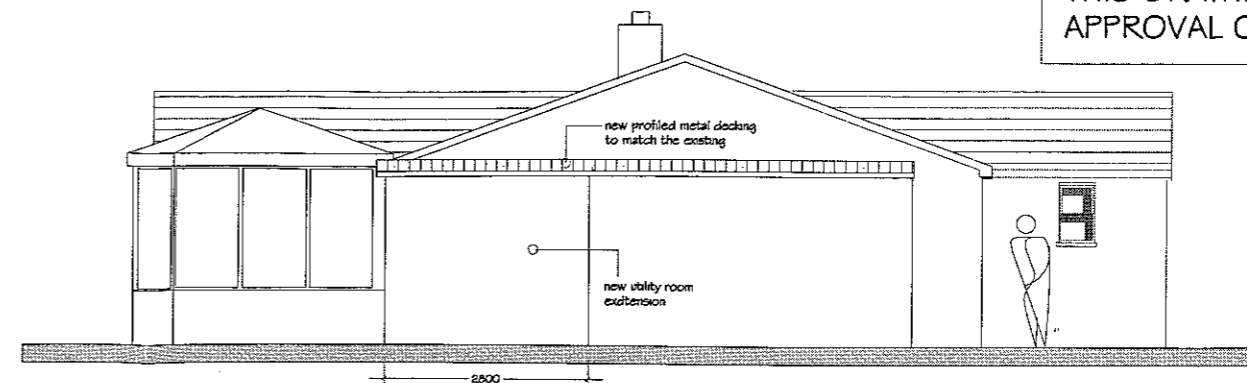 APPROVAL
new profiled metal decking
to match the existing
new utility room
exdtension
2800